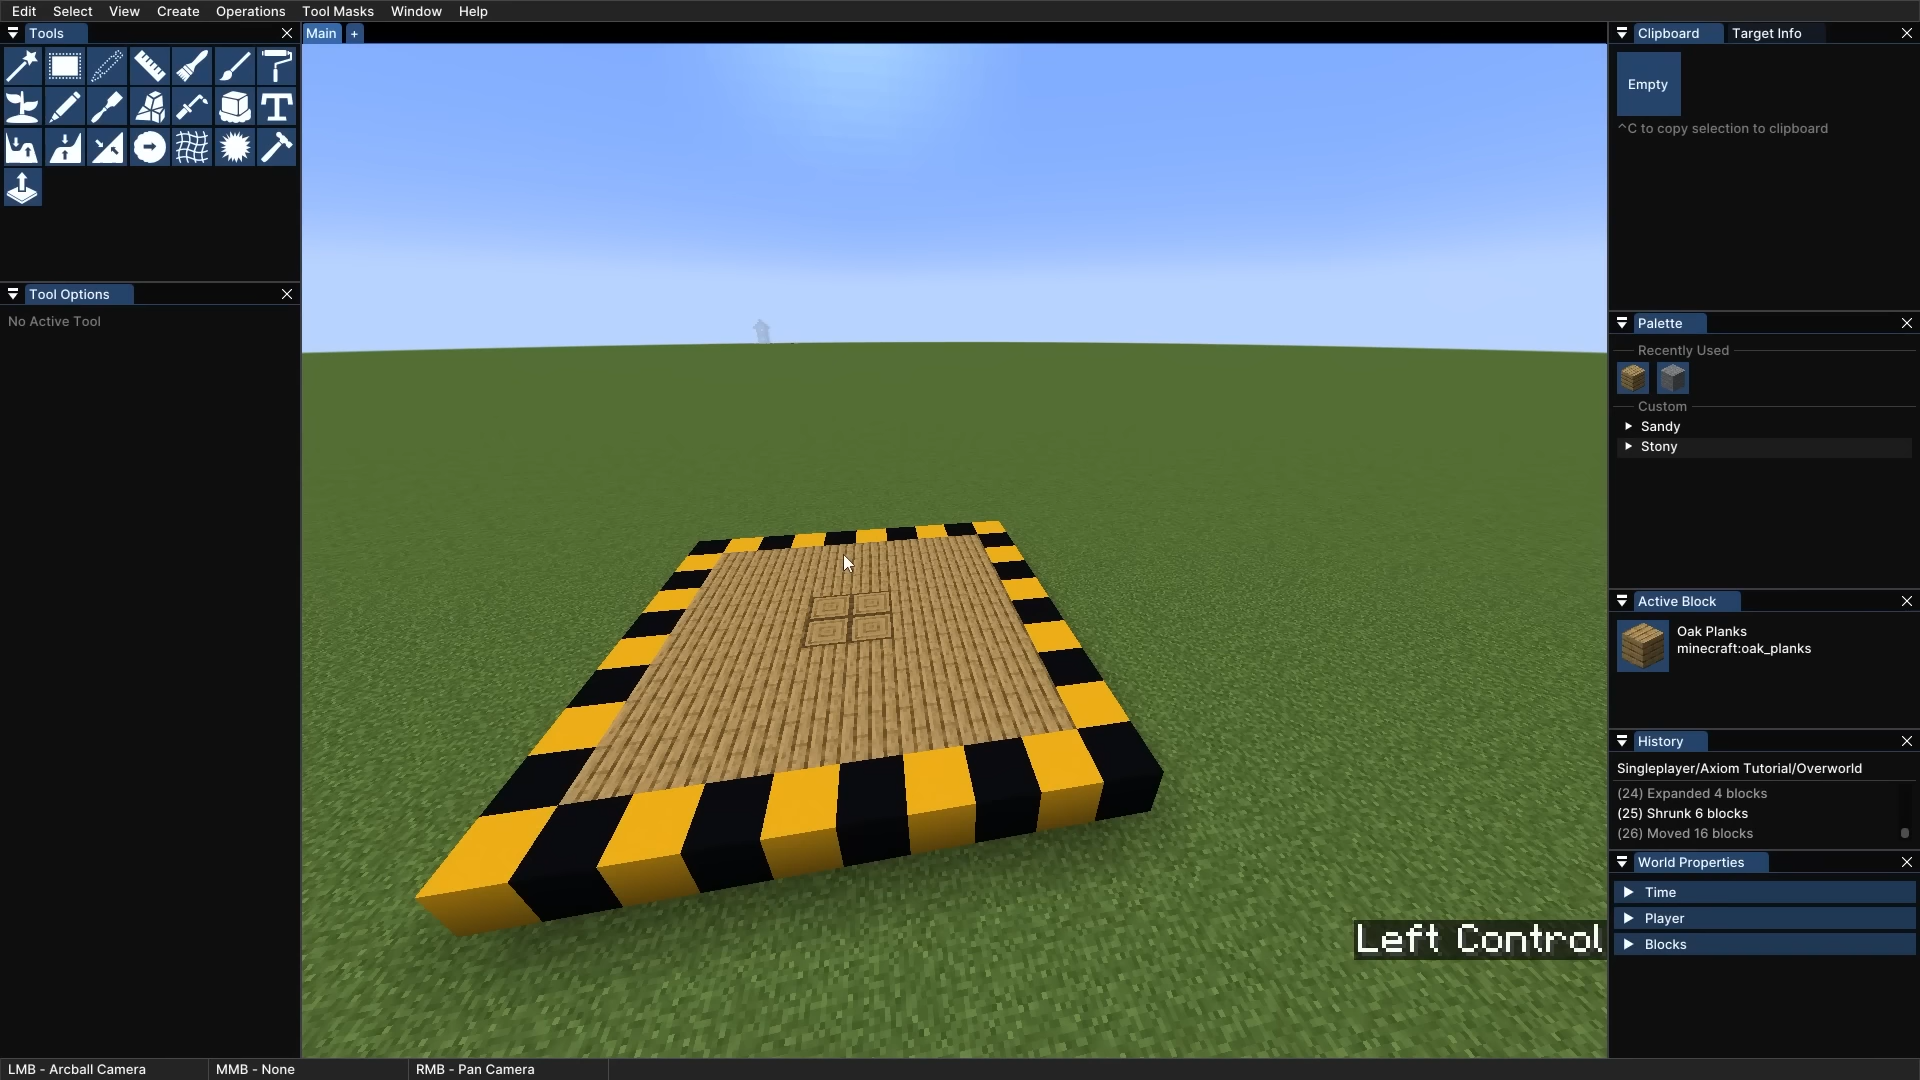 Edit Select View Create Operations Tool Masks Window Help
Tools
Main +
Clipboard Target Info
Empty
^C to copy selection to clipboard
Tool Options
No Active Tool
Palette
Recently Used
Custom
Sandy
Stony
Active Block
Oak Planks
minecraft:oak_planks
History
Singleplayer/Axiom Tutorial/Overworld
(24) Expanded 4 blocks
(25) Shrunk 6 blocks
(26) Moved 16 blocks
World Properties
Time
Player
Blocks
Left Control
LMB - Arcball Camera MMB - None RMB - Pan Camera